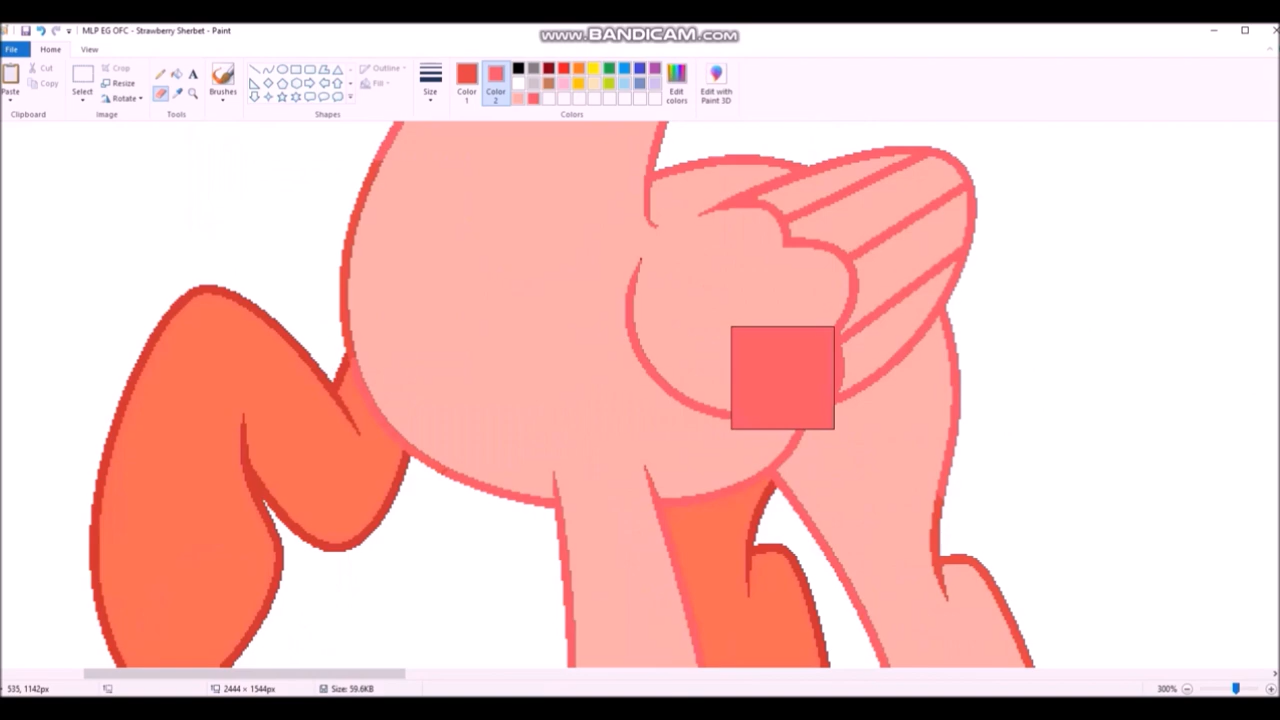 MLP EG OFC - Strawberry Sherbet - Paint
www.BANDICAM.com
File Home View
Paste
Cut
Copy
Clipboard
Select
Crop
Resize
Rotate
Image
A
Tools
Brushes
Outline
Fill
Shapes
Size
Color
1
Color
2
Edit
colors
Colors
Edit with
Paint 3D
535, 1142px
2444 × 1544px
Size: 59.6KB
300%